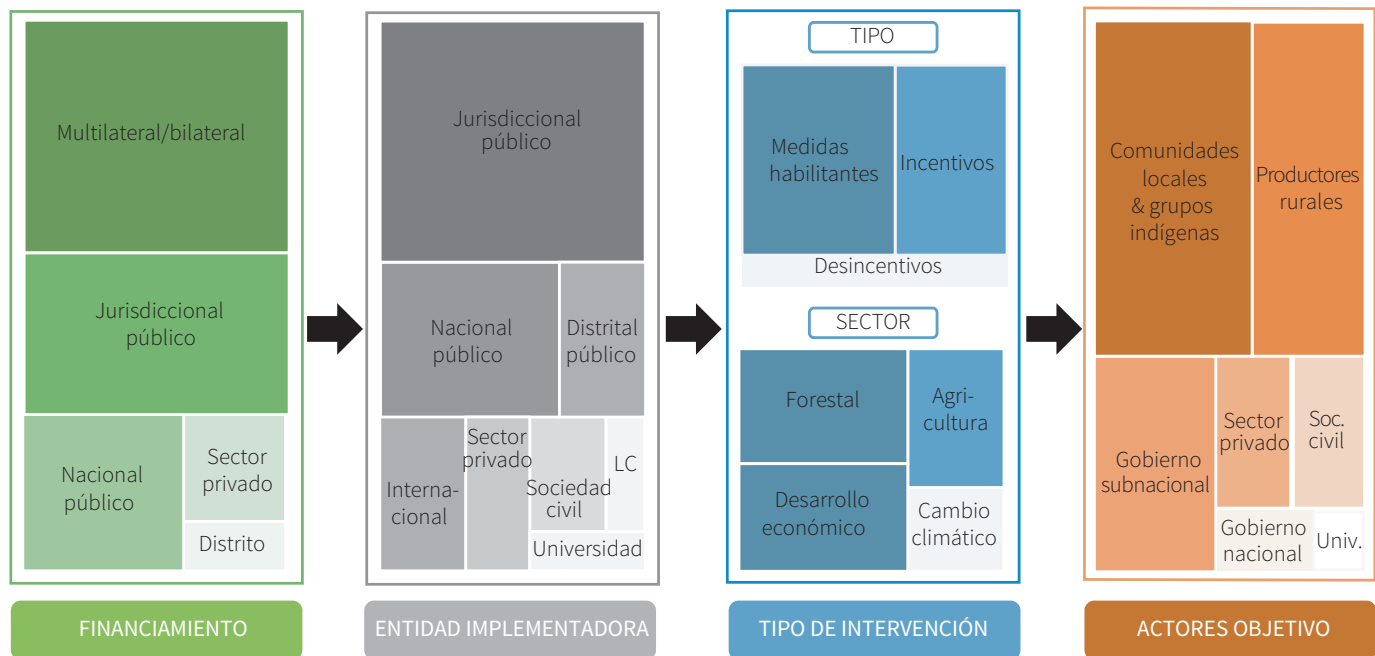 Multilateral/bilateral
Jurisdiccional
público
Nacional
público
Sector
privado
Distrito
FINANCIAMIENTO
Jurisdiccional
público
Nacional
público
Distrital
público
Interna-
cional
Sector
privado
Sociedad
civil
LC
Universidad
ENTIDAD IMPLEMENTADORA
TIPO
Medidas
habilitantes
Incentivos
Desincentivos
SECTOR
Forestal
Agri-
cultura
Desarrollo
económico
Cambio
climático
TIPO DE INTERVENCIÓN
Comunidades
locales
& grupos
indígenas
Productores
rurales
Gobierno
subnacional
Sector
privado
Soc.
civil
Gobierno
nacional
Univ.
ACTORES OBJETIVO